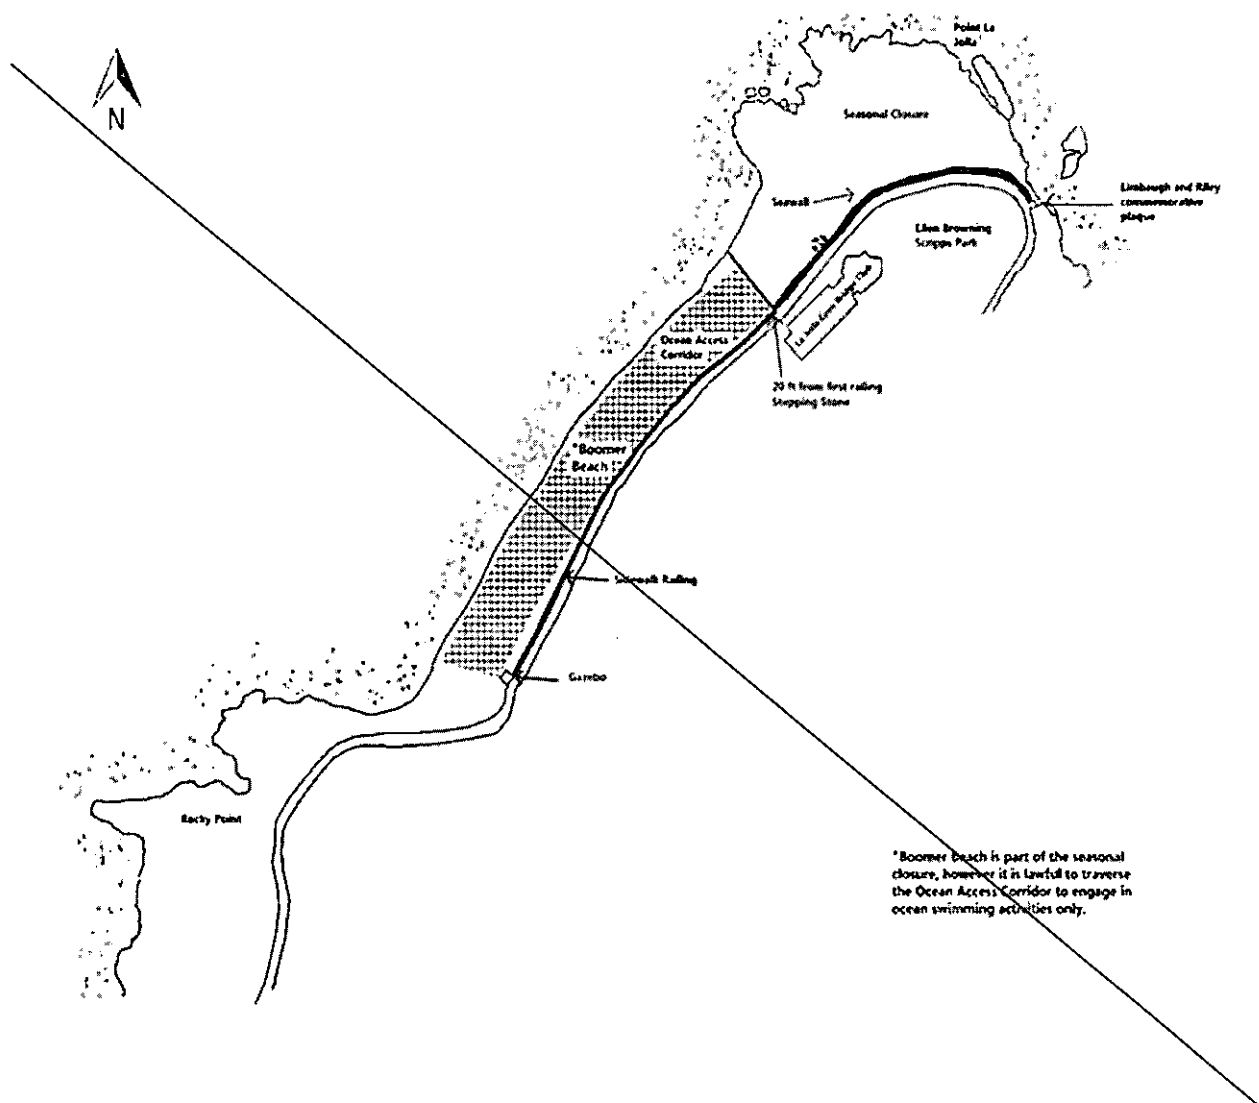 N
Point La
Jolla
Seasonal Closure
Seawall
Limbaugh and Riley
commemorative
plaque
Ellen Browning
Scripps Park
La Jolla Cove Bridge Club
Ocean Access
Corridor
20 ft from first railing
Stepping Stone
*Boomer
Beach
Sidewalk Railing
Gazebo
Rocky Point
*Boomer Beach is part of the seasonal
closure, however it is lawful to traverse
the Ocean Access Corridor to engage in
ocean swimming activities only.